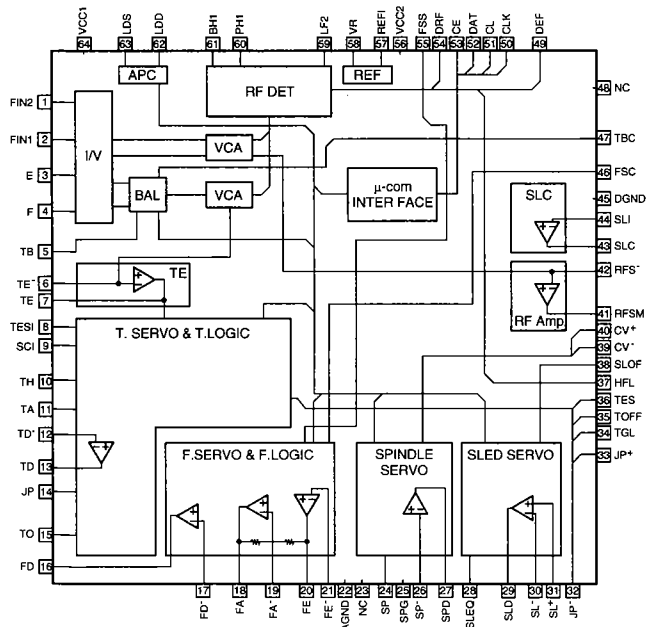 VCC1 LDS LDD BH1 PH1 LF2 VR REFI VCC2 FSS DRF CE DAT CL CLK DEF
64 63 62 61 60 59 58 57 56 55 54 53 52 51 50 49
APC
RF DET
REF
FIN2 1
FIN1 2
E 3
F 4
TB 5
TE⁻ 6
TE 7
TESI 8
SCI 9
TH 10
TA 11
TD⁻ 12
TD 13
JP 14
TO 15
FD 16
I/V
VCA
BAL
VCA
μ-com
INTER FACE
TE
T. SERVO & T.LOGIC
F.SERVO & F.LOGIC
SPINDLE
SERVO
SLED SERVO
SLC
RF Amp
48 NC
47 TBC
46 FSC
45 DGND
44 SLI
43 SLC
42 RFS⁻
41 RFSM
40 CV⁺
39 CV⁻
38 SLOF
37 HFL
36 TES
35 TOFF
34 TGL
33 JP⁺
17 18 19 20 21 22 23 24 25 26 27 28 29 30 31 32
FD⁻ FA FA⁻ FE FE⁻ AGND NC SP SPG SP⁻ SPD SLEQ SLD SL⁻ SL⁺ JP⁻